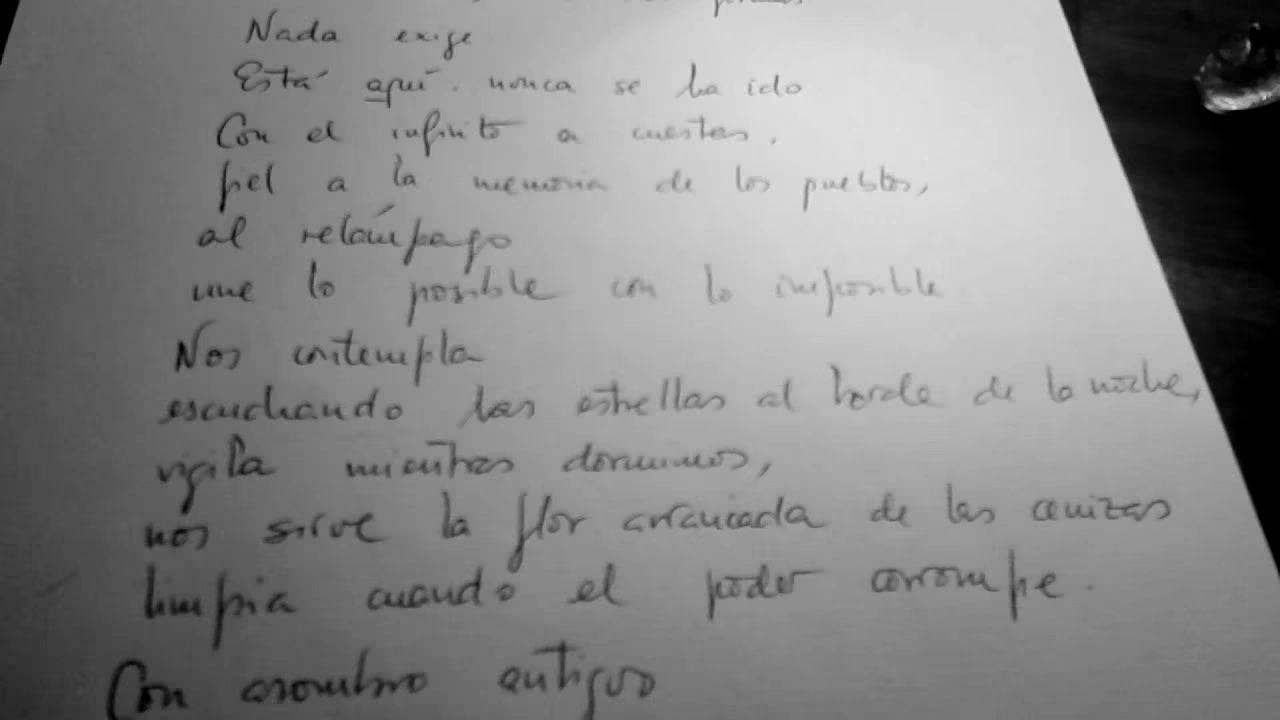 Nada exige
Está aquí. nunca se ha ido
Con el infinito a cuestas,
fiel a la memoria de los pueblos,
al relámpago
une lo posible con lo imposible
Nos contempla
escuchando las estrellas al borde de la noche,
vigila mientras dormimos,
nos sirve la flor arrancada de las cenizas
limpia cuando el poder corrompe.
Con asombro antiguo